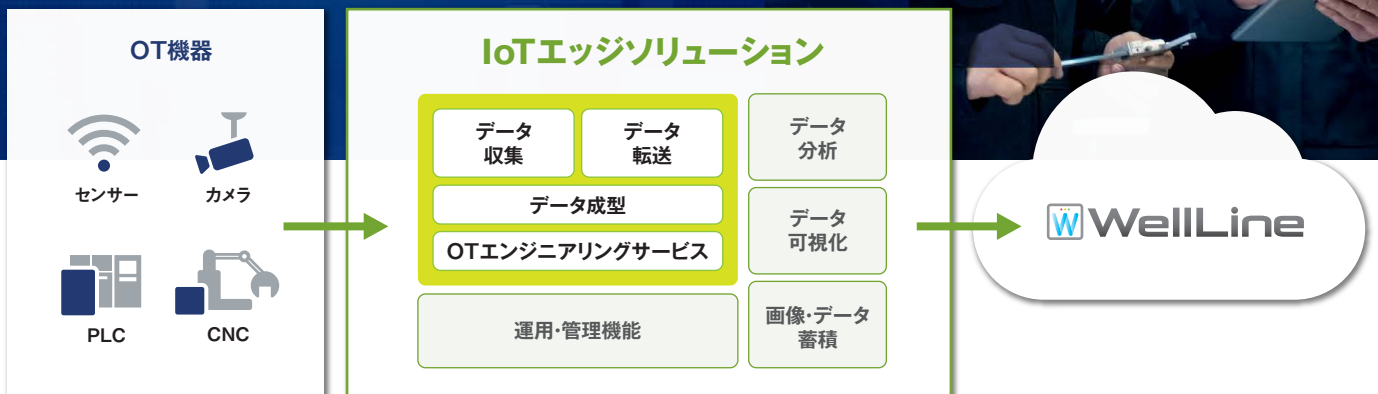 OT機器
センサー
カメラ
PLC
CNC
IoTエッジソリューション
データ
収集
データ
転送
データ成型
OTエンジニアリングサービス
運用・管理機能
データ
分析
データ
可視化
画像・データ
蓄積
W WellLine